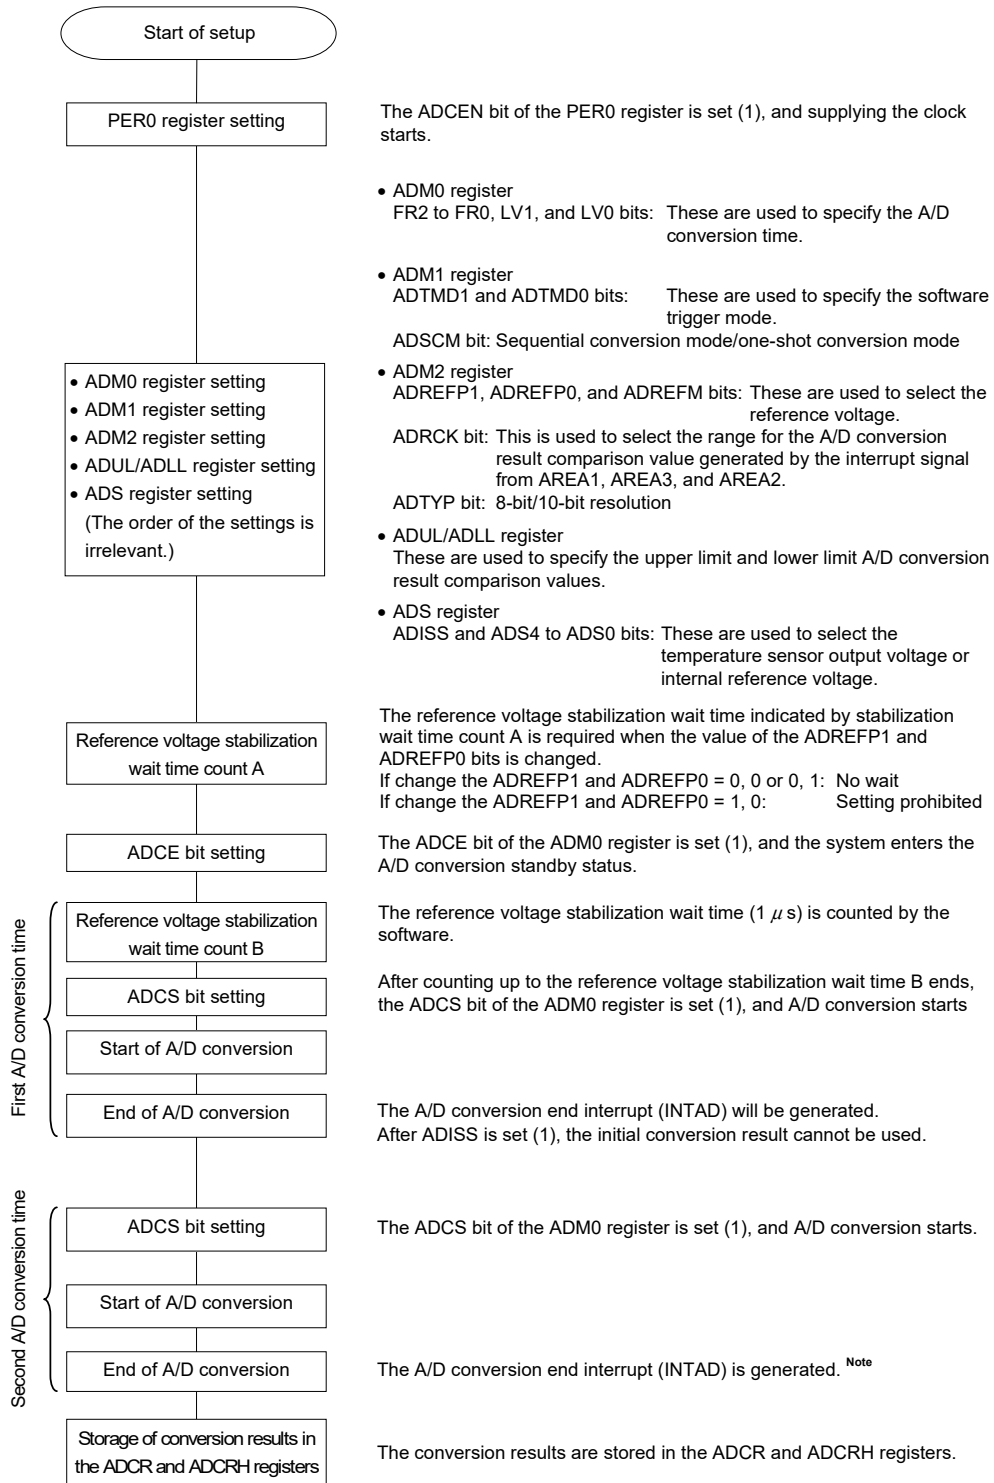 Start of setup
PER0 register setting
The ADCEN bit of the PER0 register is set (1), and supplying the clock
starts.
• ADM0 register
FR2 to FR0, LV1, and LV0 bits: These are used to specify the A/D
conversion time.
• ADM1 register
ADTMD1 and ADTMD0 bits: These are used to specify the software
trigger mode.
ADSCM bit: Sequential conversion mode/one-shot conversion mode
• ADM0 register setting
• ADM1 register setting
• ADM2 register setting
• ADUL/ADLL register setting
• ADS register setting
(The order of the settings is
irrelevant.)
• ADM2 register
ADREFP1, ADREFP0, and ADREFM bits: These are used to select the
reference voltage.
ADRCK bit: This is used to select the range for the A/D conversion
result comparison value generated by the interrupt signal
from AREA1, AREA3, and AREA2.
ADTYP bit: 8-bit/10-bit resolution
• ADUL/ADLL register
These are used to specify the upper limit and lower limit A/D conversion
result comparison values.
• ADS register
ADISS and ADS4 to ADS0 bits: These are used to select the
temperature sensor output voltage or
internal reference voltage.
Reference voltage stabilization
wait time count A
The reference voltage stabilization wait time indicated by stabilization
wait time count A is required when the value of the ADREFP1 and
ADREFP0 bits is changed.
If change the ADREFP1 and ADREFP0 = 0, 0 or 0, 1: No wait
If change the ADREFP1 and ADREFP0 = 1, 0: Setting prohibited
ADCE bit setting
The ADCE bit of the ADM0 register is set (1), and the system enters the
A/D conversion standby status.
First A/D conversion time
Reference voltage stabilization
wait time count B
The reference voltage stabilization wait time (1 μ s) is counted by the
software.
ADCS bit setting
After counting up to the reference voltage stabilization wait time B ends,
the ADCS bit of the ADM0 register is set (1), and A/D conversion starts
Start of A/D conversion
End of A/D conversion
The A/D conversion end interrupt (INTAD) will be generated.
After ADISS is set (1), the initial conversion result cannot be used.
Second A/D conversion time
ADCS bit setting
The ADCS bit of the ADM0 register is set (1), and A/D conversion starts.
Start of A/D conversion
End of A/D conversion
The A/D conversion end interrupt (INTAD) is generated. Note
Storage of conversion results in
the ADCR and ADCRH registers
The conversion results are stored in the ADCR and ADCRH registers.